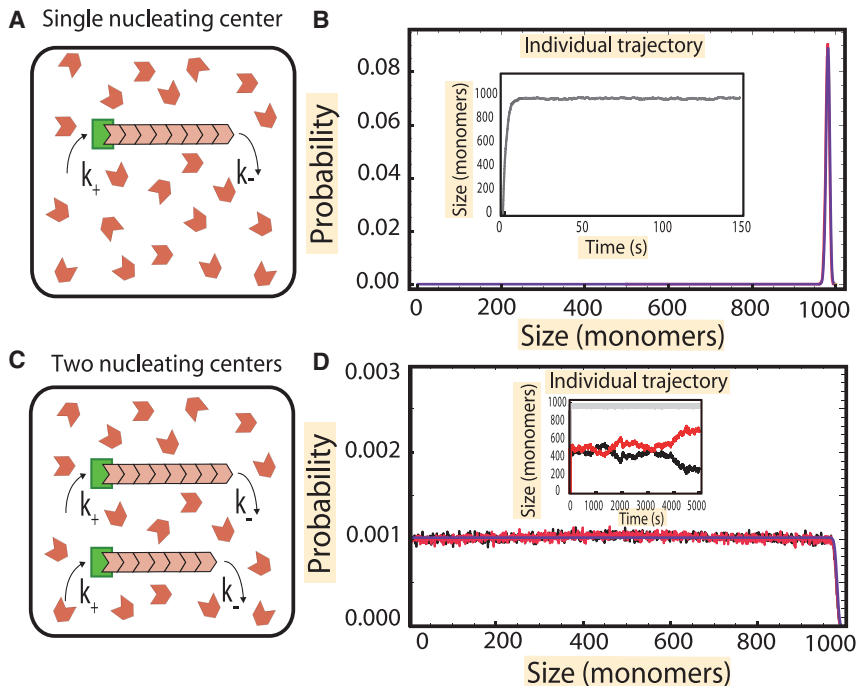 A Single nucleating center
k+
k-
B
Individual trajectory
Probability
0.08
0.06
0.04
0.02
0.00
Size (monomers)
1000
800
600
400
200
0
0 50 100 150
Time (s)
200 400 600 800 1000
Size (monomers)
C Two nucleating centers
k+
k-
k+
k-
D
Individual trajectory
Probability
0.003
0.002
0.001
0.000
Size (monomers)
1000
800
600
400
200
0
0 1000 2000 3000 4000 5000
Time (s)
0 200 400 600 800 1000
Size (monomers)